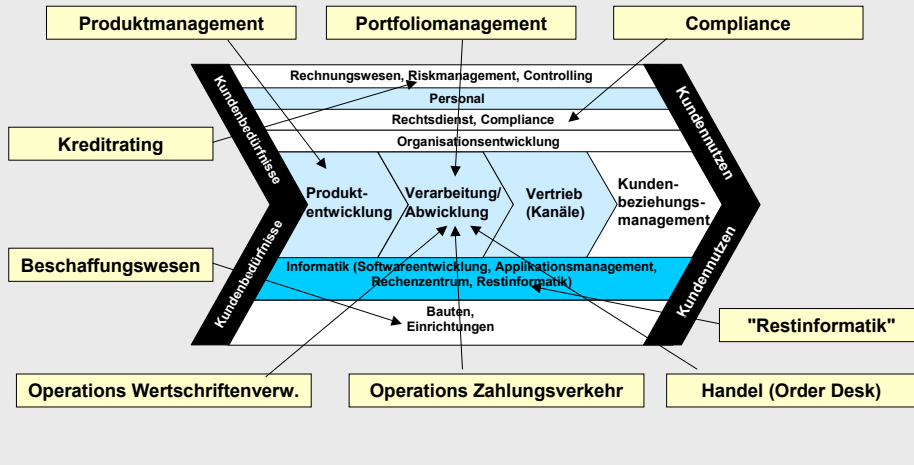 Produktmanagement
Portfoliomanagement
Compliance
Rechnungswesen, Riskmanagement, Controlling
Personal
Rechtsdienst, Compliance
Organisationsentwicklung
Kundenbedürfnisse
Kundennutzen
Kreditrating
Produkt-
entwicklung
Verarbeitung/
Abwicklung
Vertrieb
(Kanäle)
Kunden-
beziehungs-
management
Beschaffungswesen
Informatik (Softwareentwicklung, Applikationsmanagement,
Rechenzentrum, Restinformatik)
Kundenbedürfnisse
Kundennutzen
Bauten,
Einrichtungen
"Restinformatik"
Operations Wertschriftenverw.
Operations Zahlungsverkehr
Handel (Order Desk)